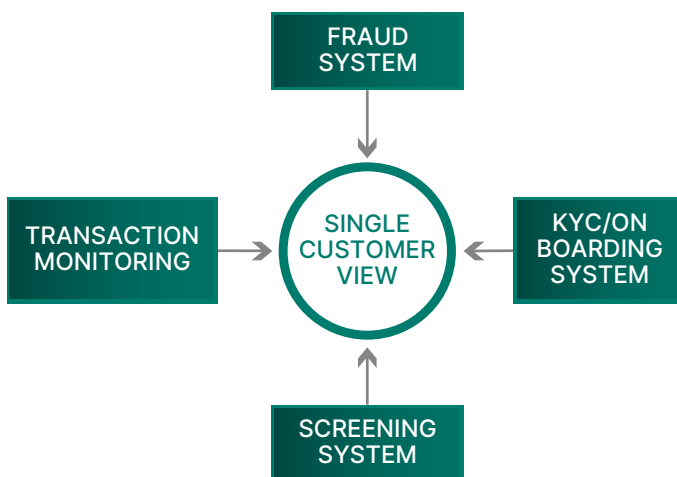 FRAUD
SYSTEM
TRANSACTION
MONITORING
SINGLE
CUSTOMER
VIEW
KYC/ON
BOARDING
SYSTEM
SCREENING
SYSTEM